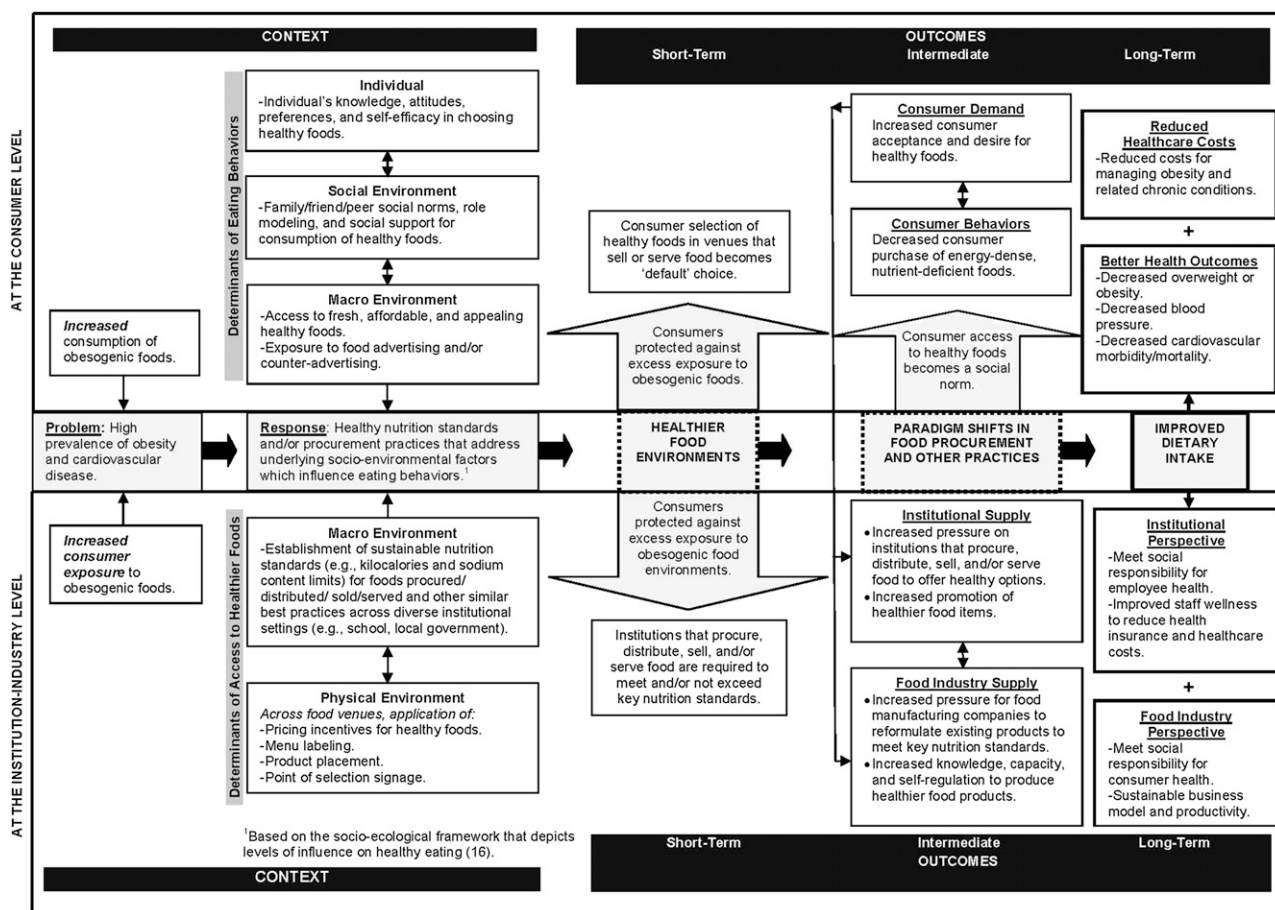 CONTEXT
OUTCOMES
Short-Term
Intermediate
Long-Term
AT THE CONSUMER LEVEL
Determinants of Eating Behaviors
Individual
-Individual's knowledge, attitudes,
preferences, and self-efficacy in choosing
healthy foods.
Social Environment
-Family/friend/peer social norms, role
modeling, and social support for
consumption of healthy foods.
Macro Environment
-Access to fresh, affordable, and appealing
healthy foods.
-Exposure to food advertising and/or
counter-advertising.
Increased
consumption of
obesogenic foods.
Consumer selection of
healthy foods in venues that
sell or serve food becomes
'default' choice.
Consumers
protected against
excess exposure to
obesogenic foods.
Consumer Demand
Increased consumer
acceptance and desire for
healthy foods.
Consumer Behaviors
Decreased consumer
purchase of energy-dense,
nutrient-deficient foods.
Consumer access
to healthy foods
becomes a social
norm.
Reduced
Healthcare Costs
-Reduced costs for
managing obesity and
related chronic conditions.
+
Better Health Outcomes
-Decreased overweight or
obesity.
-Decreased blood
pressure.
-Decreased cardiovascular
morbidity/mortality.
Problem: High
prevalence of obesity
and cardiovascular
disease.
Response: Healthy nutrition standards
and/or procurement practices that address
underlying socio-environmental factors
which influence eating behaviors.1
HEALTHIER
FOOD
ENVIRONMENTS
PARADIGM SHIFTS IN
FOOD PROCUREMENT
AND OTHER PRACTICES
IMPROVED
DIETARY
INTAKE
AT THE INSTITUTION-INDUSTRY LEVEL
Increased
consumer
exposure to
obesogenic foods.
Determinants of Access to Healthier Foods
Macro Environment
-Establishment of sustainable nutrition
standards (e.g., kilocalories and sodium
content limits) for foods procured/
distributed/ sold/served and other similar
best practices across diverse institutional
settings (e.g., school, local government).
Physical Environment
Across food venues, application of:
-Pricing incentives for healthy foods.
-Menu labeling.
-Product placement.
-Point of selection signage.
Consumers
protected against
excess exposure to
obesogenic food
environments.
Institutions that procure,
distribute, sell, and/or
serve food are required to
meet and/or not exceed
key nutrition standards.
Institutional Supply
•Increased pressure on
institutions that procure,
distribute, sell, and/or serve
food to offer healthy options.
•Increased promotion of
healthier food items.
Food Industry Supply
•Increased pressure for food
manufacturing companies to
reformulate existing products to
meet key nutrition standards.
•Increased knowledge, capacity,
and self-regulation to produce
healthier food products.
Institutional
Perspective
-Meet social
responsibility for
employee health.
-Improved staff wellness
to reduce health
insurance and healthcare
costs.
+
Food Industry
Perspective
-Meet social
responsibility for
consumer health.
-Sustainable business
model and productivity.
1Based on the socio-ecological framework that depicts
levels of influence on healthy eating (16).
CONTEXT
Short-Term
Intermediate
Long-Term
OUTCOMES